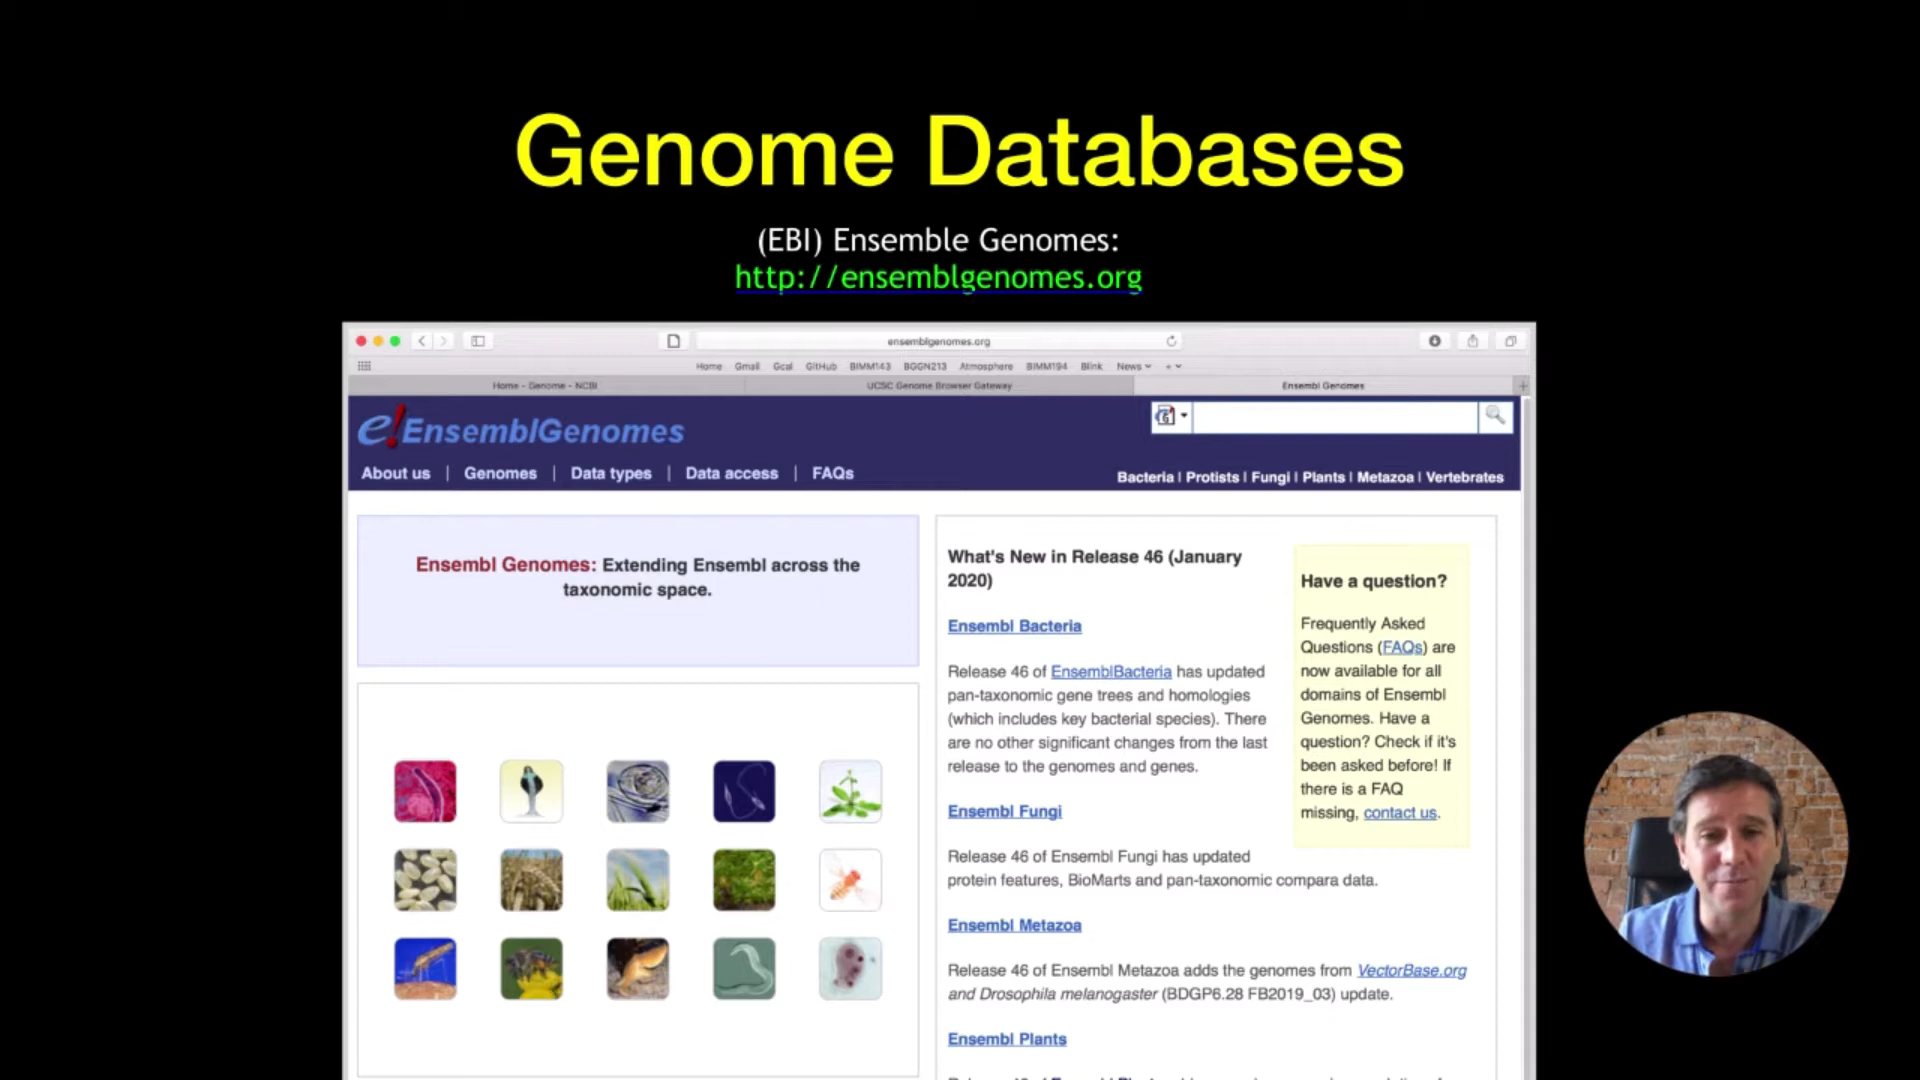 Genome Databases
(EBI) Ensemble Genomes:
http://ensemblgenomes.org
ensemblgenomes.org
Home Gmail Gcal GitHub BIMM143 BGGN213 Atmosphere BIMM194 Blink News
Home - Genome - NCBI
UCSC Genome Browser Gateway
Ensembl Genomes
e!EnsemblGenomes
About us | Genomes | Data types | Data access | FAQs
Bacteria | Protists | Fungi | Plants | Metazoa | Vertebrates
Ensembl Genomes: Extending Ensembl across the
taxonomic space.
What's New in Release 46 (January
2020)
Ensembl Bacteria
Release 46 of EnsemblBacteria has updated
pan-taxonomic gene trees and homologies
(which includes key bacterial species). There
are no other significant changes from the last
release to the genomes and genes.
Ensembl Fungi
Release 46 of Ensembl Fungi has updated
protein features, BioMarts and pan-taxonomic compara data.
Ensembl Metazoa
Release 46 of Ensembl Metazoa adds the genomes from VectorBase.org
and Drosophila melanogaster (BDGP6.28 FB2019_03) update.
Ensembl Plants
Have a question?
Frequently Asked
Questions (FAQs) are
now available for all
domains of Ensembl
Genomes. Have a
question? Check if it's
been asked before! If
there is a FAQ
missing, contact us.